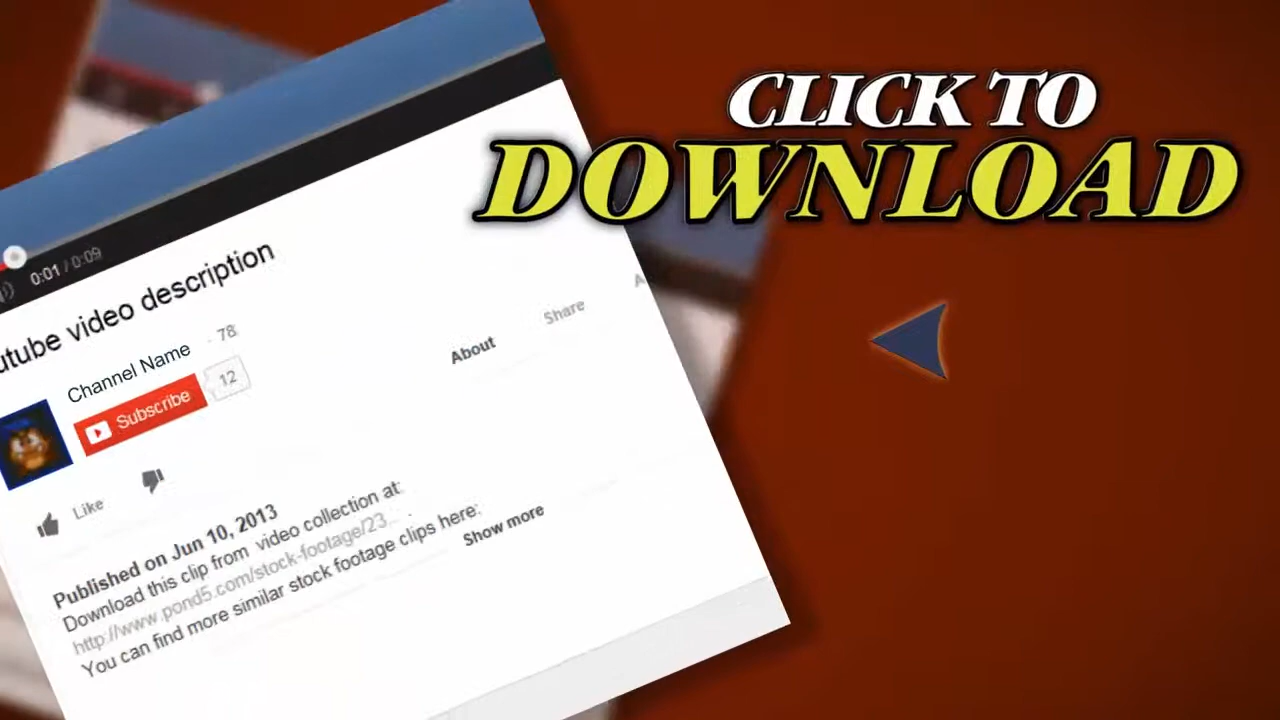 CLICK TO
DOWNLOAD
0:01 / 0:09
utube video description
Channel Name
78
Subscribe
12
About
Share
Like
Published on Jun 10, 2013
Download this clip from video collection at:
http://www.pond5.com/stock-footage/23...
You can find more similar stock footage clips here:
Show more